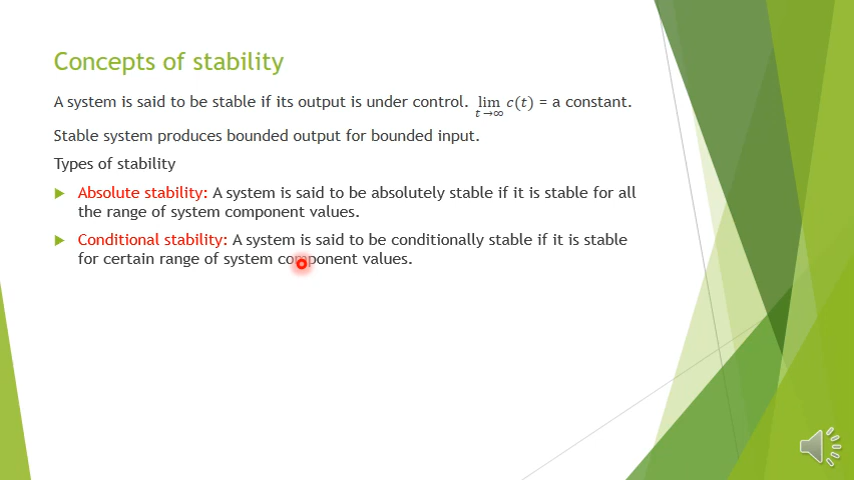 Concepts of stability
A system is said to be stable if its output is under control. lim t→∞ c(t) = a constant.
Stable system produces bounded output for bounded input.
Types of stability
Absolute stability: A system is said to be absolutely stable if it is stable for all
the range of system component values.
Conditional stability: A system is said to be conditionally stable if it is stable
for certain range of system component values.